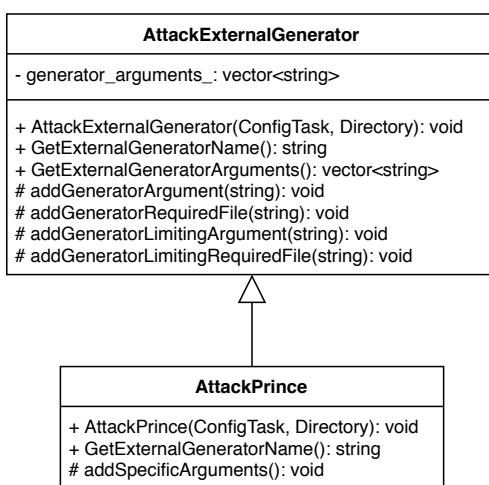 AttackExternalGenerator
- generator_arguments_: vector<string>
+ AttackExternalGenerator(ConfigTask, Directory): void
+ GetExternalGeneratorName(): string
+ GetExternalGeneratorArguments(): vector<string>
# addGeneratorArgument(string): void
# addGeneratorRequiredFile(string): void
# addGeneratorLimitingArgument(string): void
# addGeneratorLimitingRequiredFile(string): void
AttackPrince
+ AttackPrince(ConfigTask, Directory): void
+ GetExternalGeneratorName(): string
# addSpecificArguments(): void